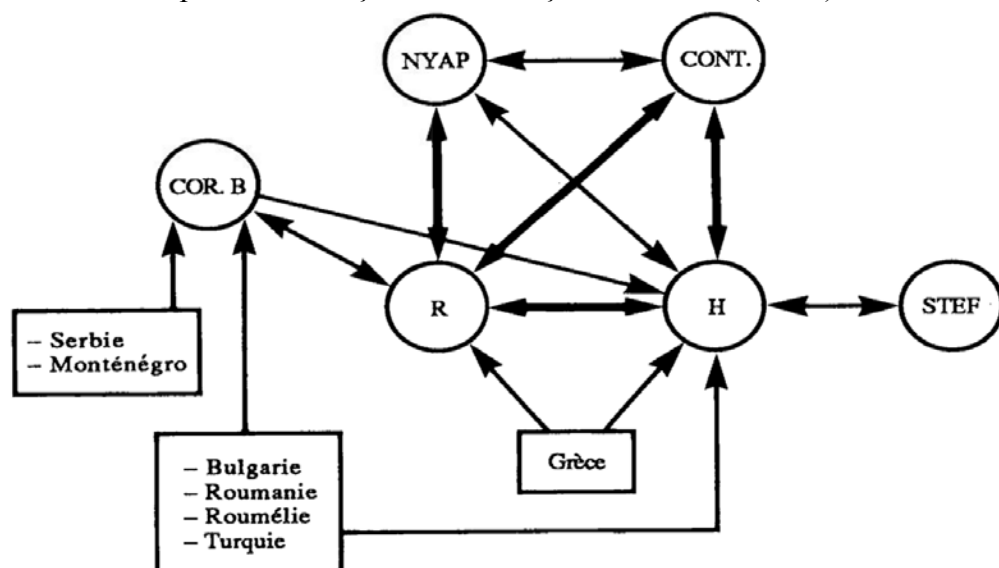 NYAP
CONT.
COR. B
R
H
STEF
– Serbie
– Monténégro
Grèce
– Bulgarie
– Roumanie
– Roumélie
– Turquie